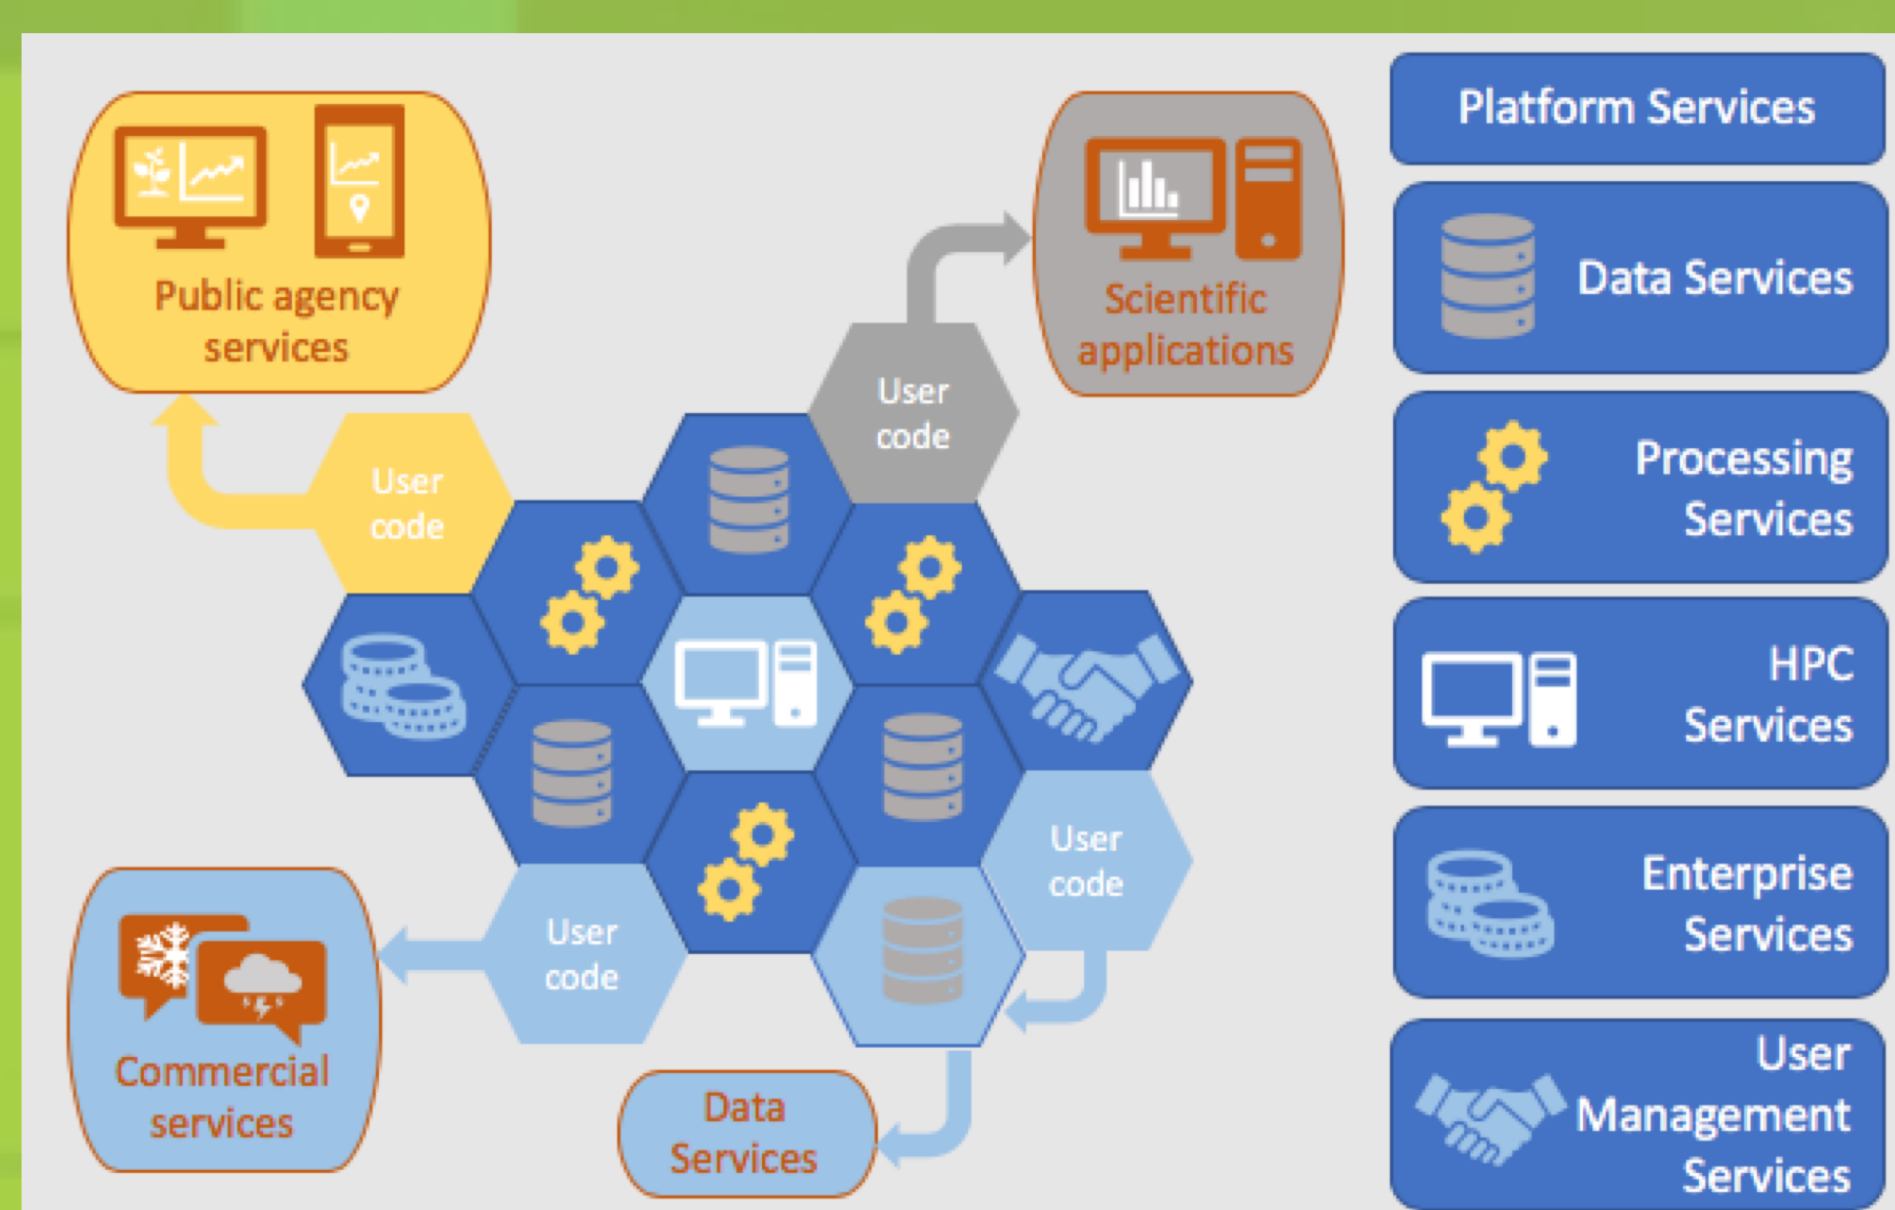 Public agency
services
Scientific
applications
User
code
User
code
User
code
User
code
Commercial
services
Data
Services
Platform Services
Data Services
Processing
Services
HPC
Services
Enterprise
Services
User
Management
Services